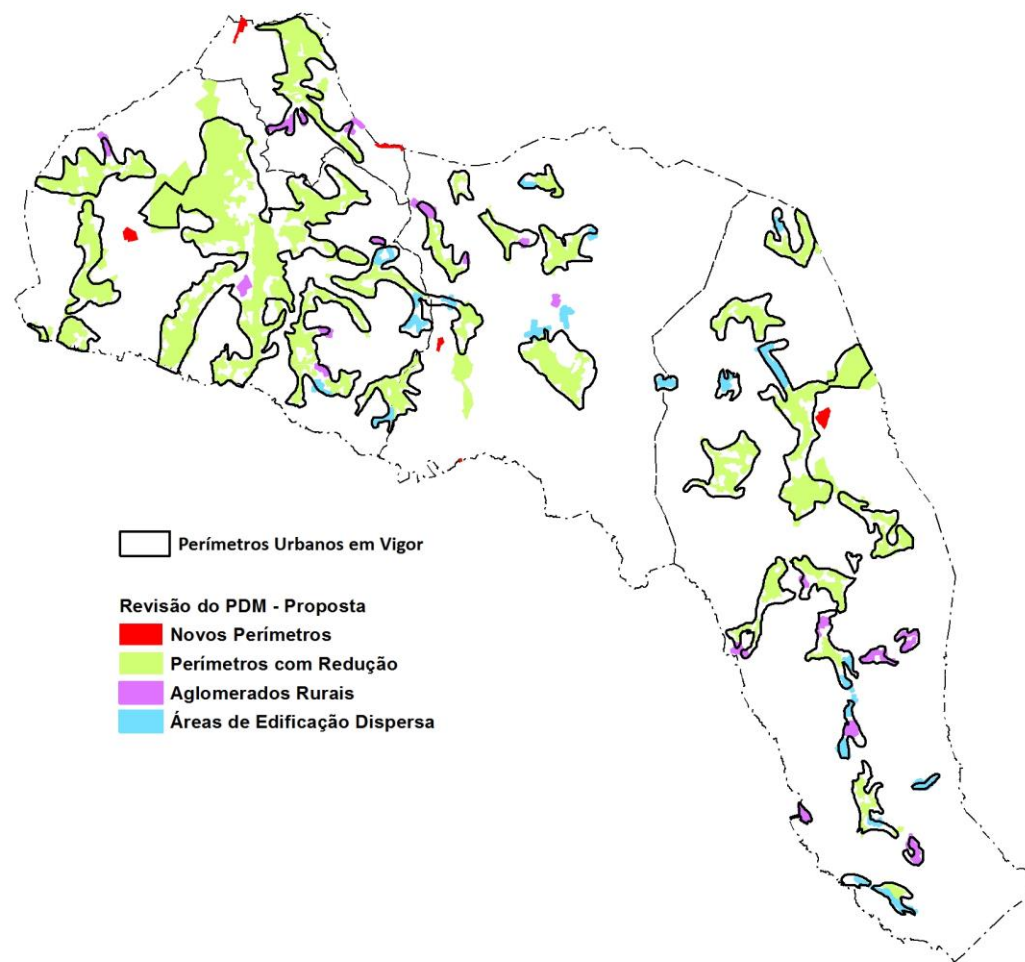 Perímetros Urbanos em Vigor
Revisão do PDM - Proposta
Novos Perímetros
Perímetros com Redução
Aglomerados Rurais
Áreas de Edificação Dispersa